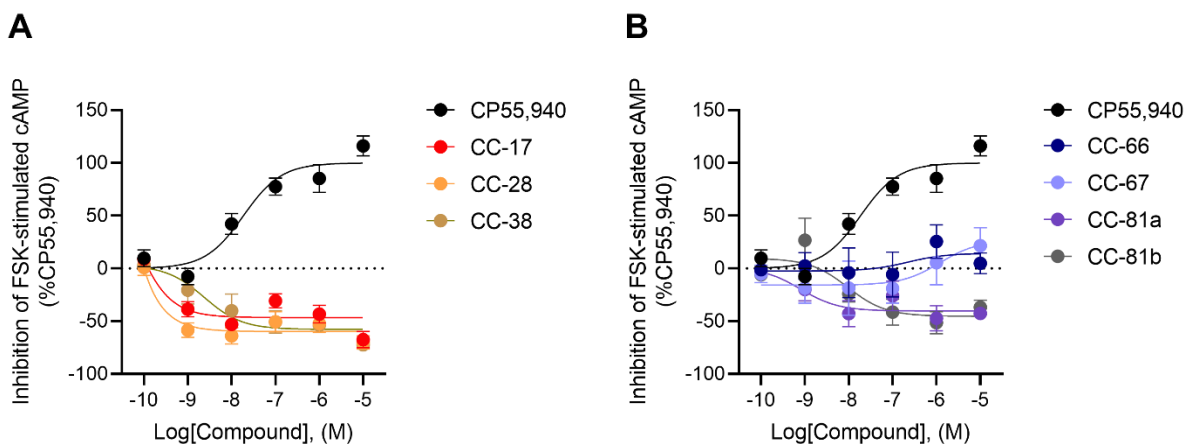 A
Inhibition of FSK-stimulated cAMP
(%CP55,940)
150
100
50
0
-50
-100
-10 -9 -8 -7 -6 -5
Log[Compound], (M)
CP55,940
CC-17
CC-28
CC-38
B
Inhibition of FSK-stimulated cAMP
(%CP55,940)
150
100
50
0
-50
-100
-10 -9 -8 -7 -6 -5
Log[Compound], (M)
CP55,940
CC-66
CC-67
CC-81a
CC-81b